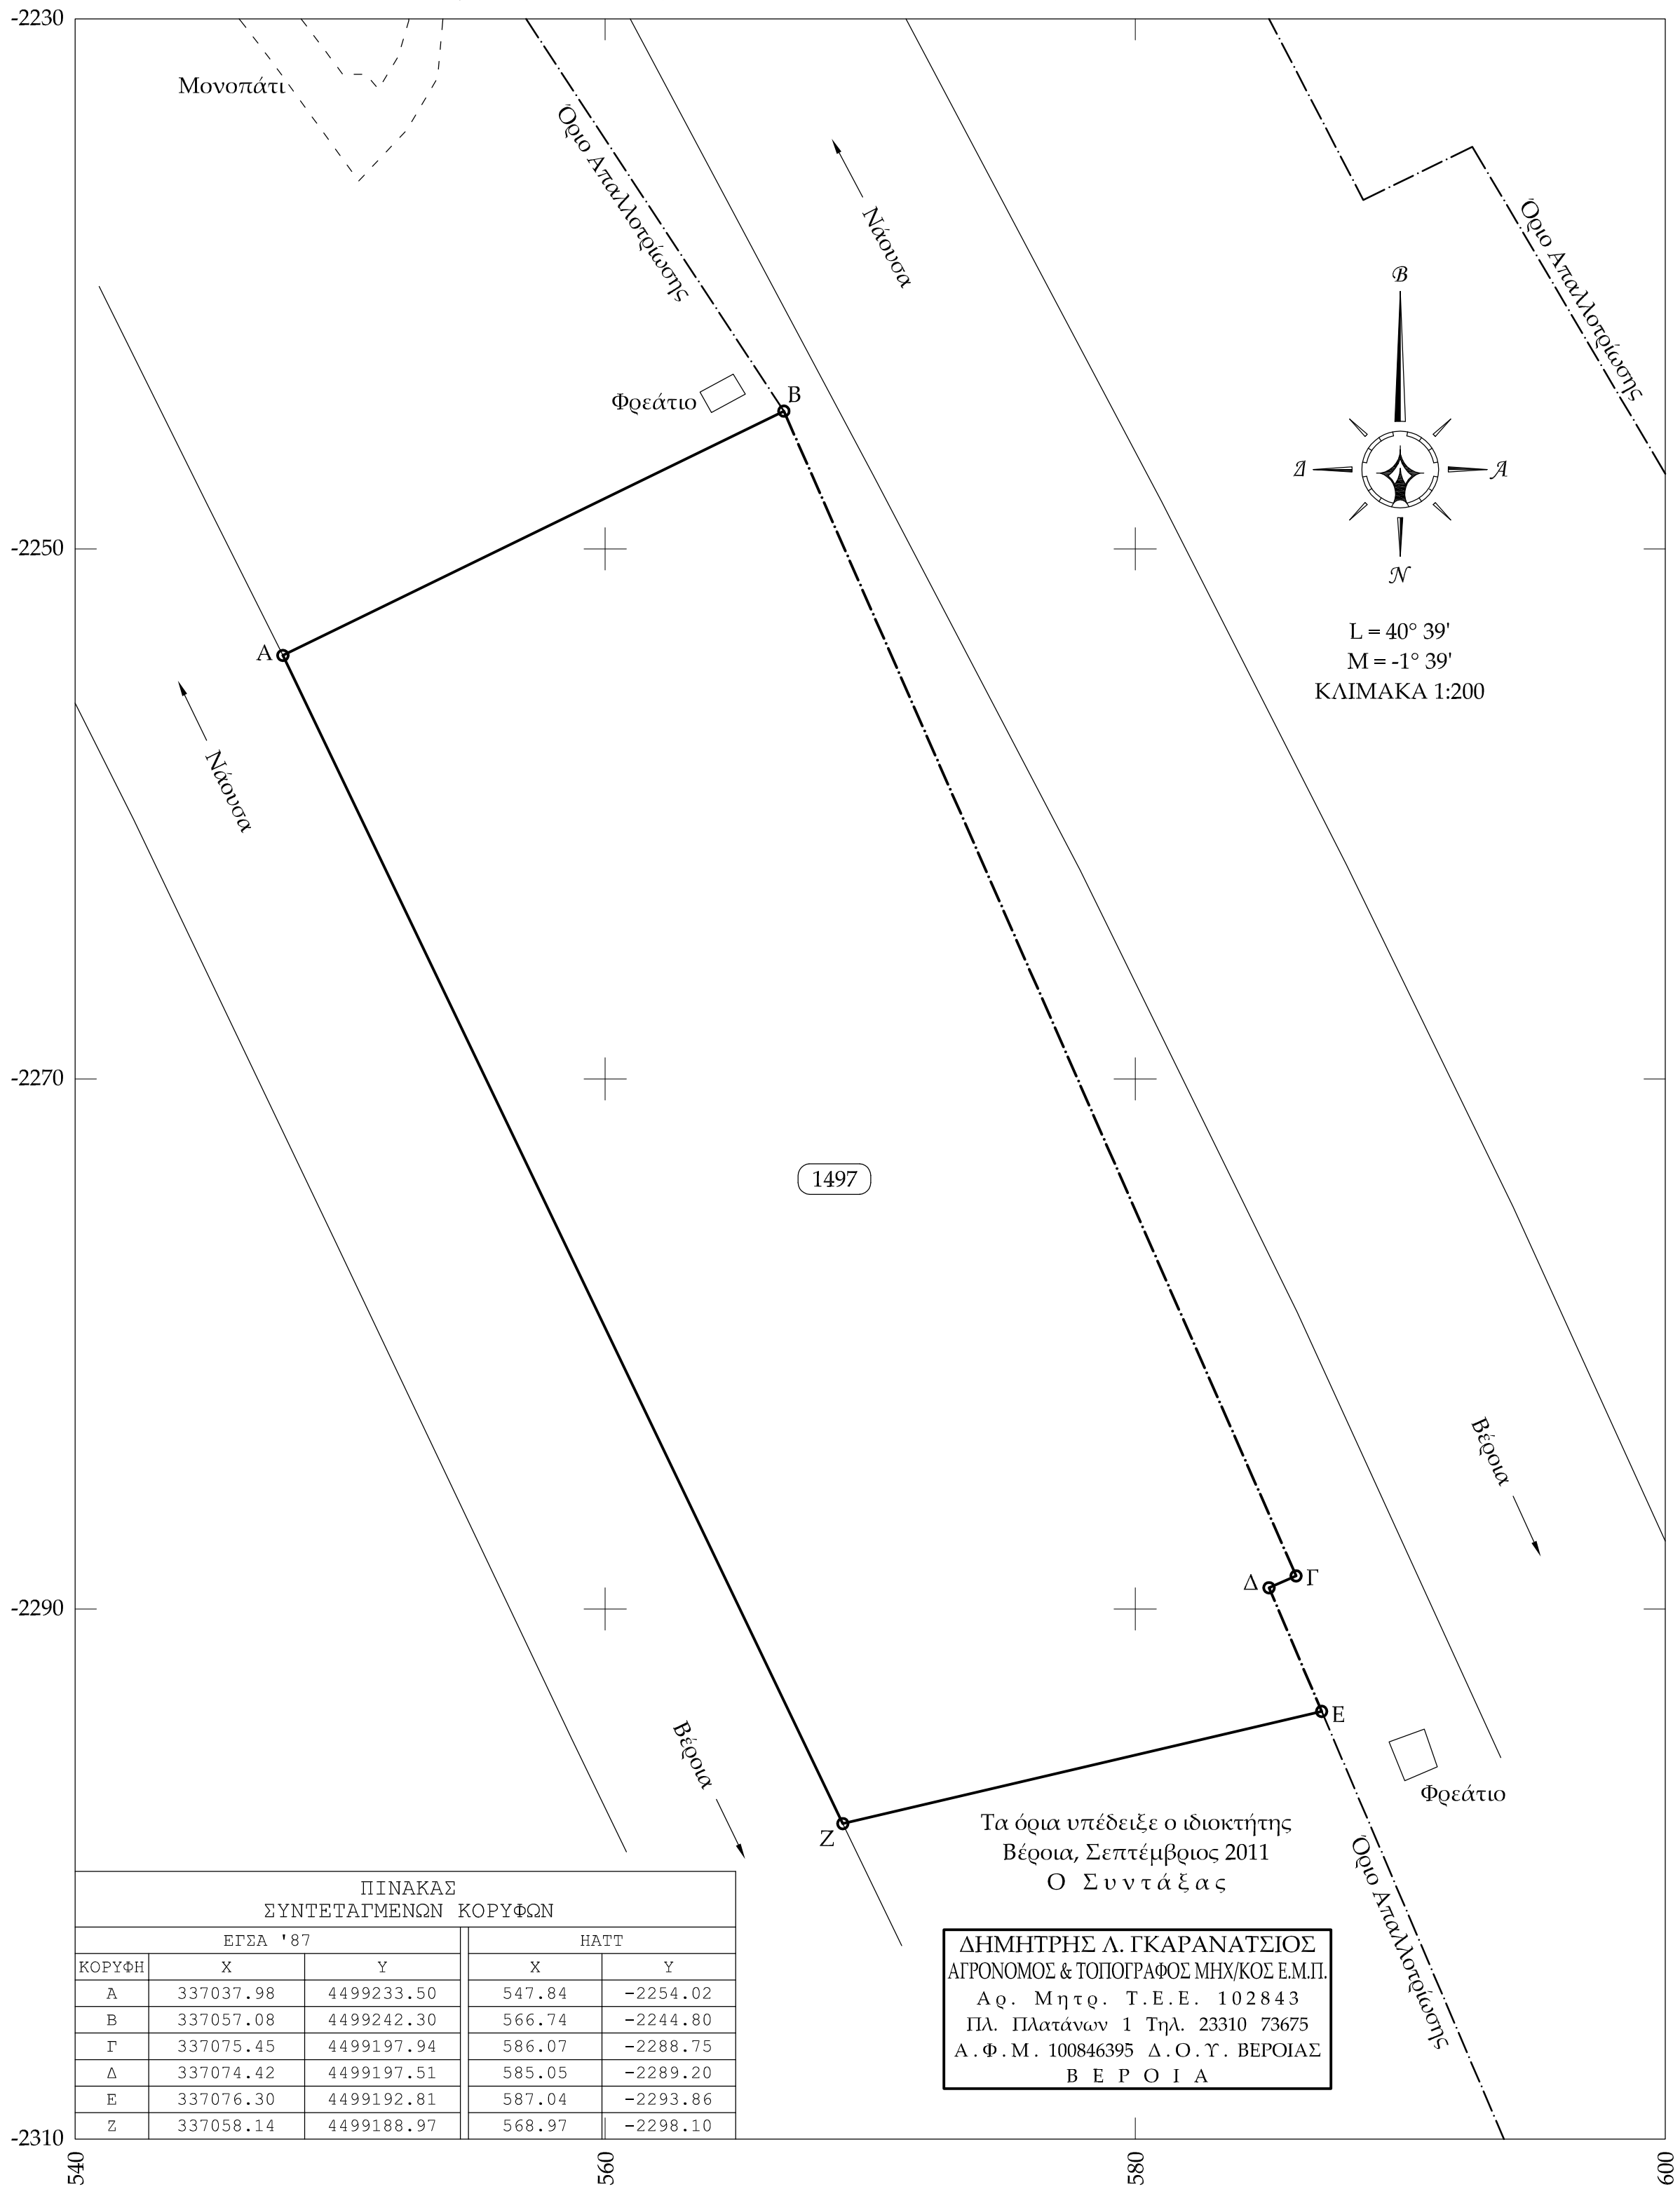 -2230
Μονοπάτι
Όριο Απαλλοτρίωσης
Νάουσα
Όριο Απαλλοτρίωσης
Β
Δ
Α
Ν
L = 40° 39'
M = -1° 39'
ΚΛΙΜΑΚΑ 1:200
Φρεάτιο
Β
-2250
Α
Νάουσα
-2270
1497
Βέροια
Δ
Γ
-2290
Ε
Βέροια
Φρεάτιο
Ζ
Όριο Απαλλοτρίωσης
Τα όρια υπέδειξε ο ιδιοκτήτης
Βέροια, Σεπτέμβριος 2011
Ο Συντάξας
ΔΗΜΗΤΡΗΣ Λ. ΓΚΑΡΑΝΑΤΣΙΟΣ
ΑΓΡΟΝΟΜΟΣ & ΤΟΠΟΓΡΑΦΟΣ ΜΗΧ/ΚΟΣ Ε.Μ.Π.
Αρ. Μητρ. Τ.Ε.Ε. 102843
Πλ. Πλατάνων 1 Τηλ. 23310 73675
Α.Φ.Μ. 100846395 Δ.Ο.Υ. ΒΕΡΟΙΑΣ
ΒΕΡΟΙΑ
ΠΙΝΑΚΑΣ
ΣΥΝΤΕΤΑΓΜΕΝΩΝ ΚΟΡΥΦΩΝ
ΕΓΣΑ '87 HATT
ΚΟΡΥΦΗ X Y X Y
Α 337037.98 4499233.50 547.84 -2254.02
Β 337057.08 4499242.30 566.74 -2244.80
Γ 337075.45 4499197.94 586.07 -2288.75
Δ 337074.42 4499197.51 585.05 -2289.20
Ε 337076.30 4499192.81 587.04 -2293.86
Ζ 337058.14 4499188.97 568.97 -2298.10
-2310
540
560
580
600